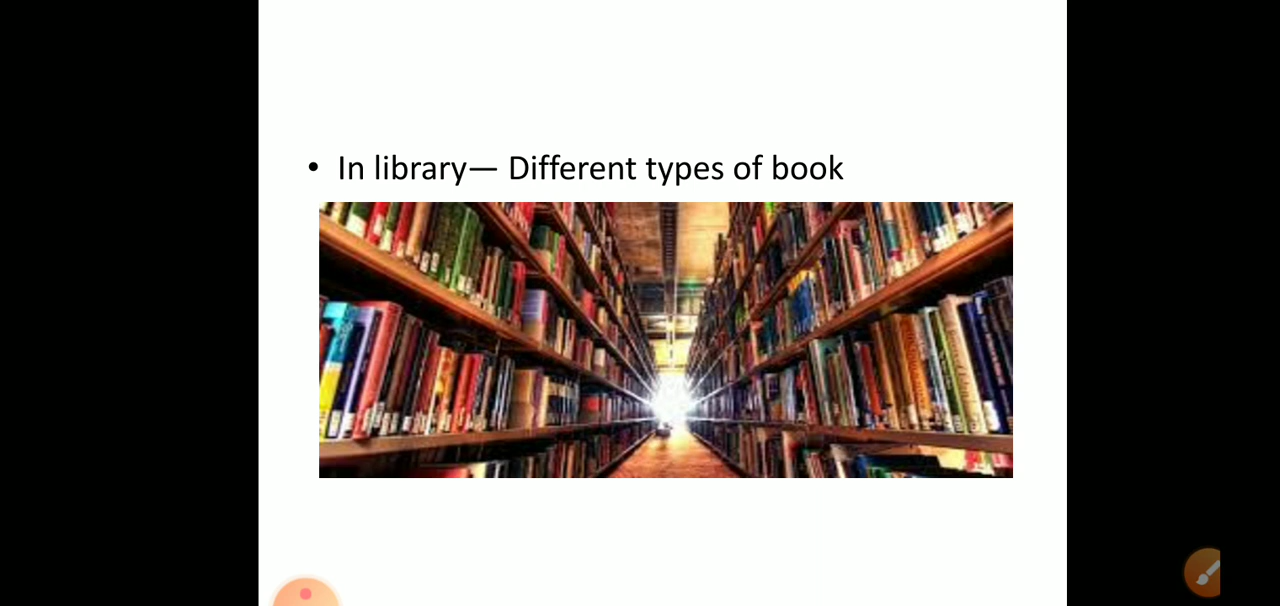 • In library— Different types of book